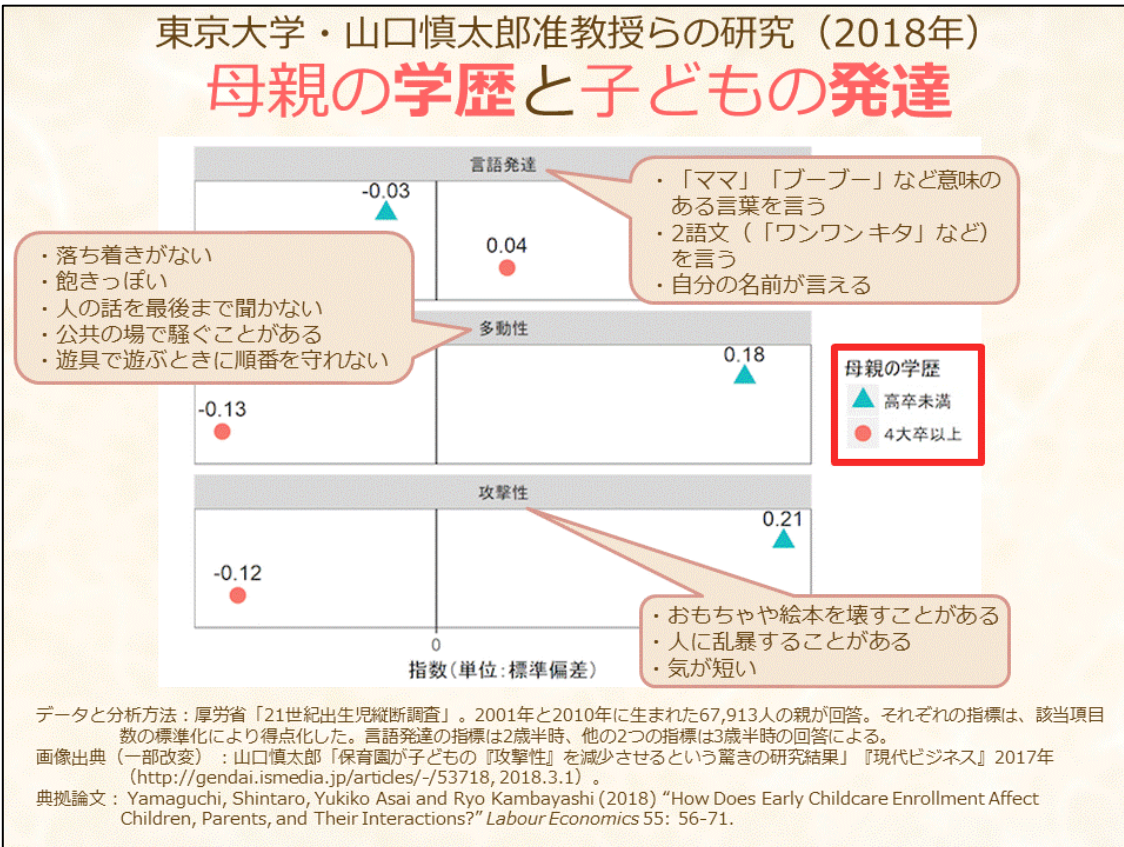 東京大学・山口慎太郎准教授らの研究（2018年）
母親の学歴と子どもの発達
言語発達
-0.03
0.04
・「ママ」「ブーブー」など意味の
ある言葉を言う
・2語文（「ワンワン キタ」など）
を言う
・自分の名前が言える
・落ち着きがない
・飽きっぽい
・人の話を最後まで聞かない
・公共の場で騒ぐことがある
・遊具で遊ぶときに順番を守れない
多動性
0.18
-0.13
母親の学歴
高卒未満
4大卒以上
攻撃性
0.21
-0.12
・おもちゃや絵本を壊すことがある
・人に乱暴することがある
・気が短い
0
指数(単位:標準偏差)
データと分析方法：厚労省「21世紀出生児縦断調査」。2001年と2010年に生まれた67,913人の親が回答。それぞれの指標は、該当項目
数の標準化により得点化した。言語発達の指標は2歳半時、他の2つの指標は3歳半時の回答による。
画像出典（一部改変）：山口慎太郎「保育園が子どもの『攻撃性』を減少させるという驚きの研究結果」『現代ビジネス』2017年
（http://gendai.ismedia.jp/articles/-/53718, 2018.3.1）。
典拠論文： Yamaguchi, Shintaro, Yukiko Asai and Ryo Kambayashi (2018) “How Does Early Childcare Enrollment Affect
Children, Parents, and Their Interactions?” Labour Economics 55: 56-71.